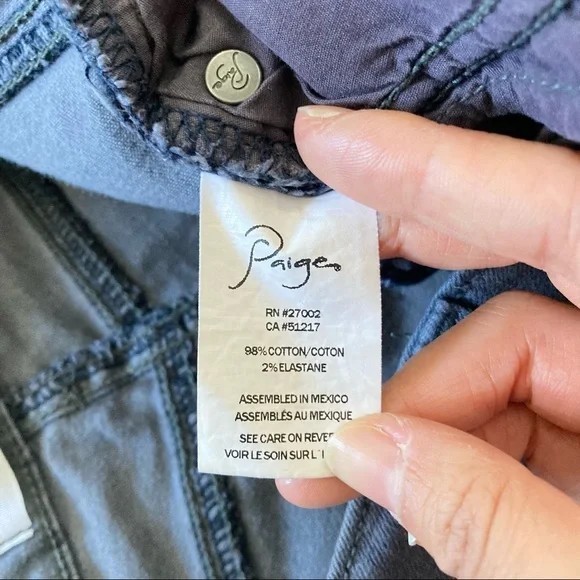 Paige
Paige
RN #27002
CA #51217
98% COTTON/COTON
2% ELASTANE
ASSEMBLED IN MEXICO
ASSEMBLÉS AU MEXIQUE
SEE CARE ON
VOIR LE SOIN SUR